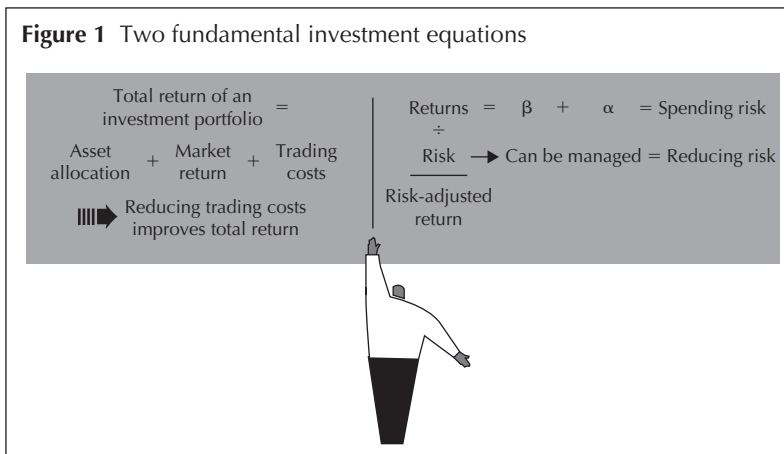 Figure 1 Two fundamental investment equations
Total return of an
investment portfolio =
Asset allocation + Market return + Trading costs
Reducing trading costs
improves total return
Returns = β + α = Spending risk
÷
Risk → Can be managed = Reducing risk
Risk-adjusted
return